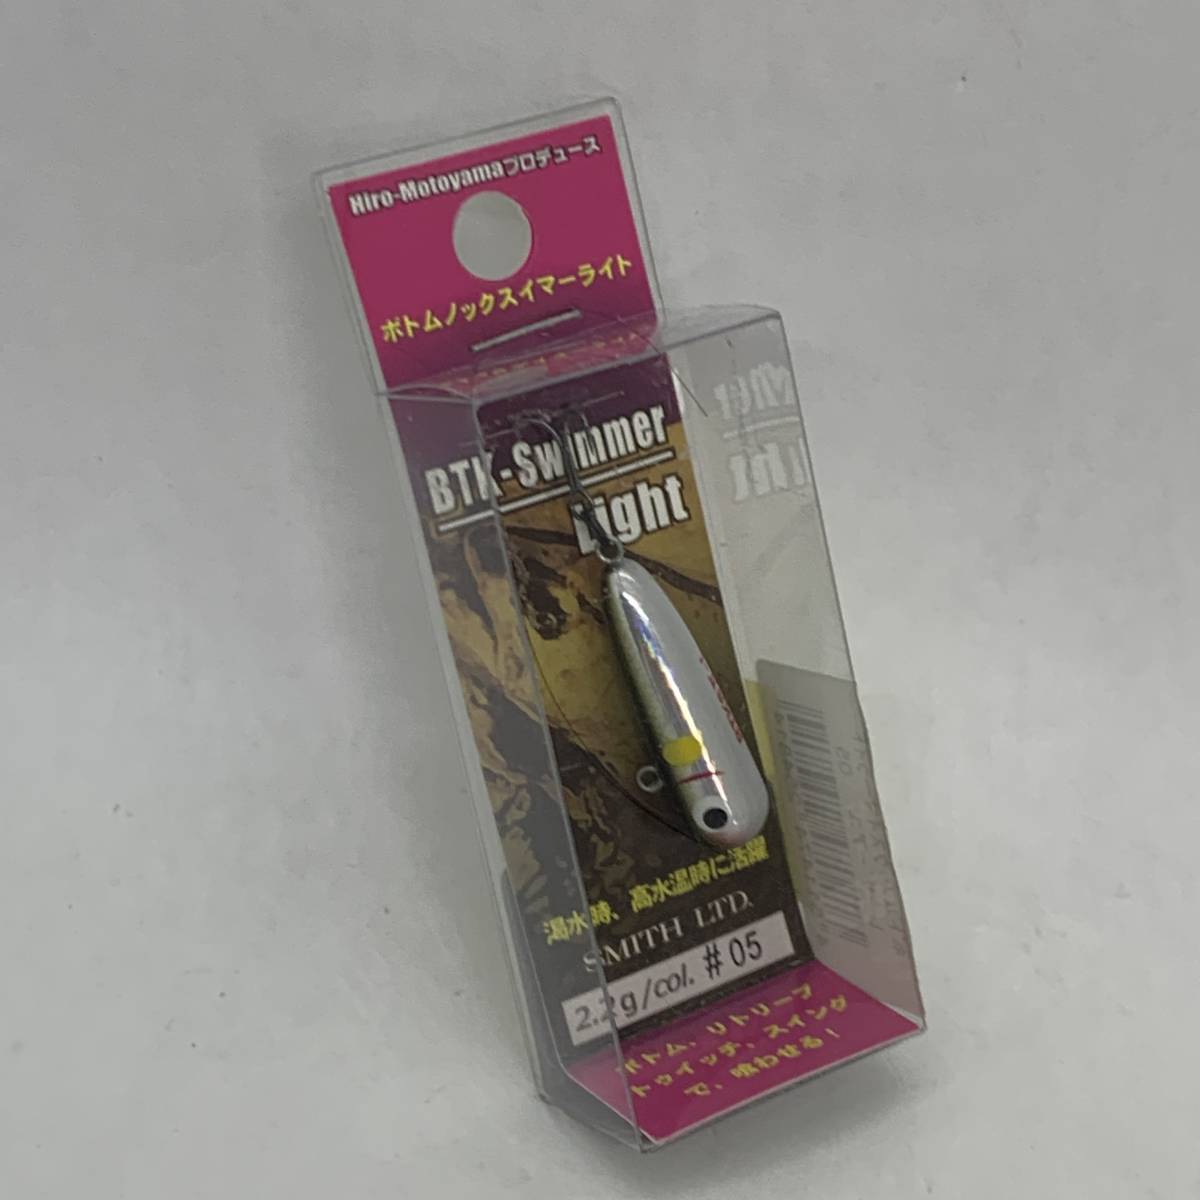 Hiro-Motoyamaプロデュース
ボトムノックスイマーライト
BTK-Swimmer
Light
渇水時、高水温時に活躍
SMITH LTD.
2.2g/col. #05
ボトム、リトリーブ
トゥイッチ、スイング
で、喰わせる!